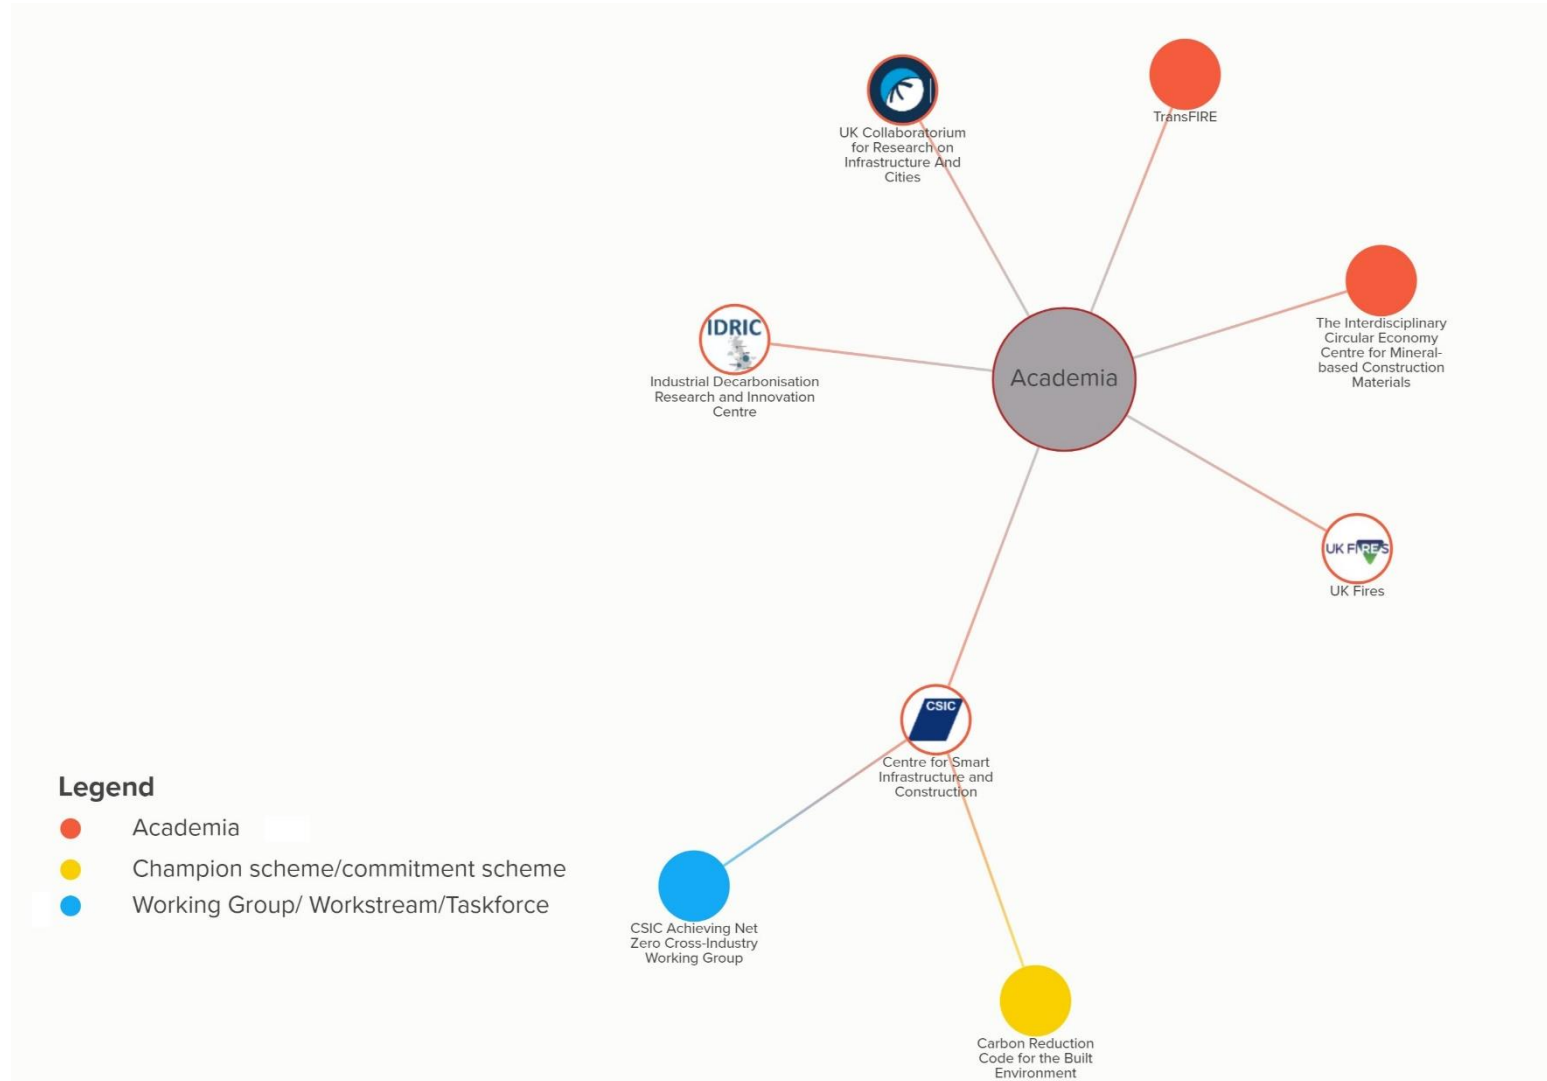 UK Collaboratorium
for Research on
Infrastructure And
Cities
TransFIRE
The Interdisciplinary
Circular Economy
Centre for Mineral-
based Construction
Materials
Academia
IDRIC
Industrial Decarbonisation
Research and Innovation
Centre
UK FIRES
UK Fires
CSIC
Centre for Smart
Infrastructure and
Construction
CSIC Achieving Net
Zero Cross-Industry
Working Group
Carbon Reduction
Code for the Built
Environment
Legend
Academia
Champion scheme/commitment scheme
Working Group/ Workstream/Taskforce